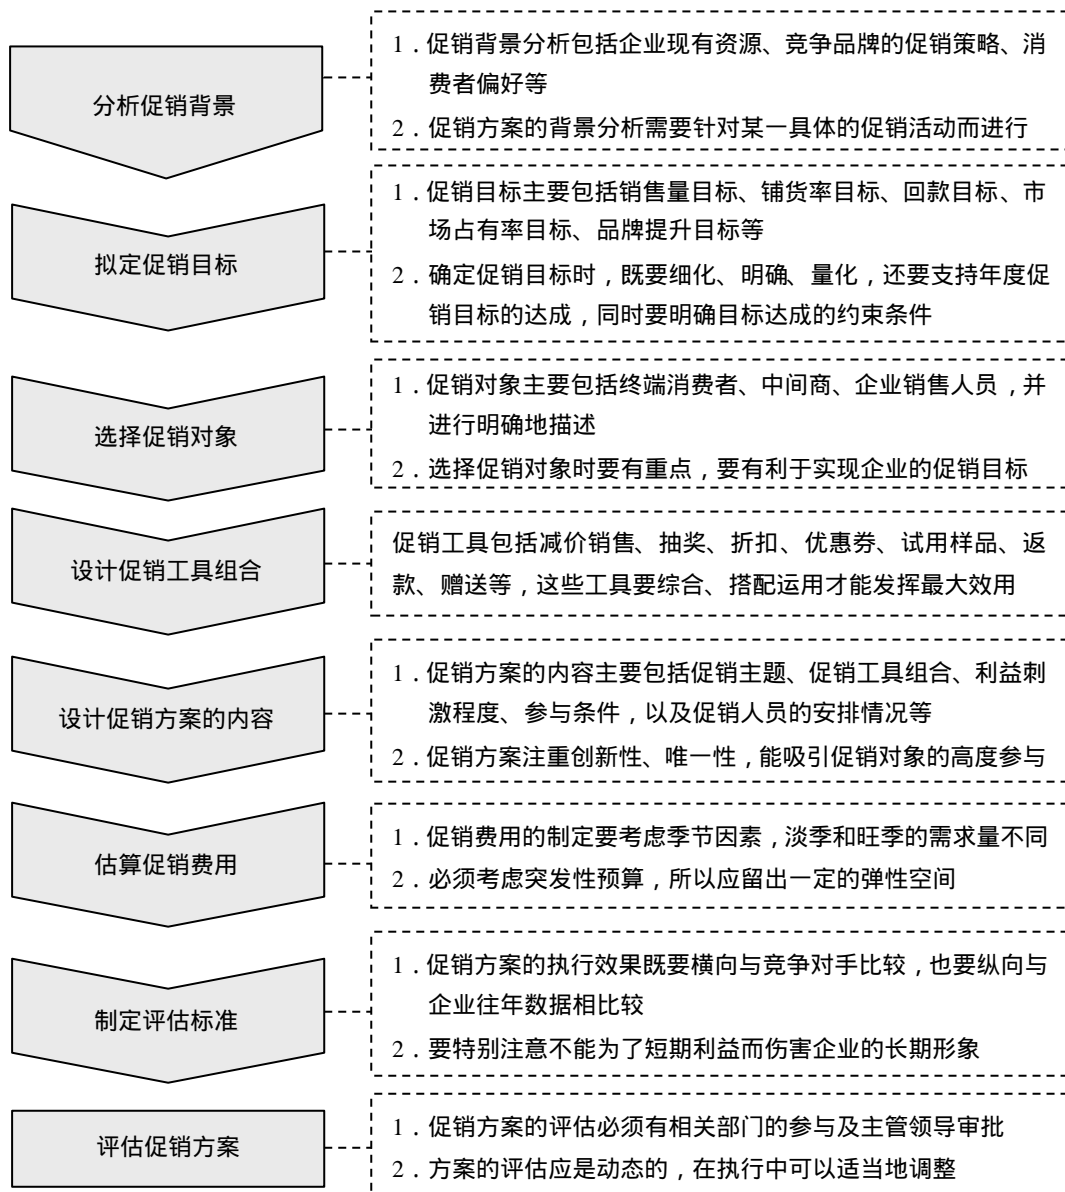 分析促销背景
1．促销背景分析包括企业现有资源、竞争品牌的促销策略、消
费者偏好等
2．促销方案的背景分析需要针对某一具体的促销活动而进行
拟定促销目标
1．促销目标主要包括销售量目标、铺货率目标、回款目标、市
场占有率目标、品牌提升目标等
2．确定促销目标时，既要细化、明确、量化，还要支持年度促
销目标的达成，同时要明确目标达成的约束条件
选择促销对象
1．促销对象主要包括终端消费者、中间商、企业销售人员，并
进行明确地描述
2．选择促销对象时要有重点，要有利于实现企业的促销目标
设计促销工具组合
促销工具包括减价销售、抽奖、折扣、优惠券、试用样品、返
款、赠送等，这些工具要综合、搭配运用才能发挥最大效用
设计促销方案的内容
1．促销方案的内容主要包括促销主题、促销工具组合、利益刺
激程度、参与条件，以及促销人员的安排情况等
2．促销方案注重创新性、唯一性，能吸引促销对象的高度参与
估算促销费用
1．促销费用的制定要考虑季节因素，淡季和旺季的需求量不同
2．必须考虑突发性预算，所以应留出一定的弹性空间
制定评估标准
1．促销方案的执行效果既要横向与竞争对手比较，也要纵向与
企业往年数据相比较
2．要特别注意不能为了短期利益而伤害企业的长期形象
评估促销方案
1．促销方案的评估必须有相关部门的参与及主管领导审批
2．方案的评估应是动态的，在执行中可以适当地调整